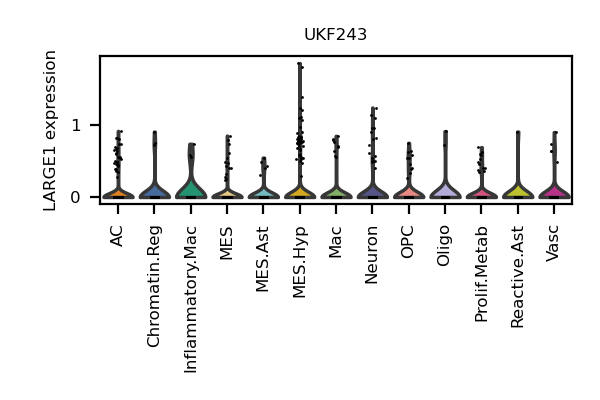 UKF243
LARGE1 expression
1
0
AC
Chromatin.Reg
Inflammatory.Mac
MES
MES.Ast
MES.Hyp
Mac
Neuron
OPC
Oligo
Prolif.Metab
Reactive.Ast
Vasc